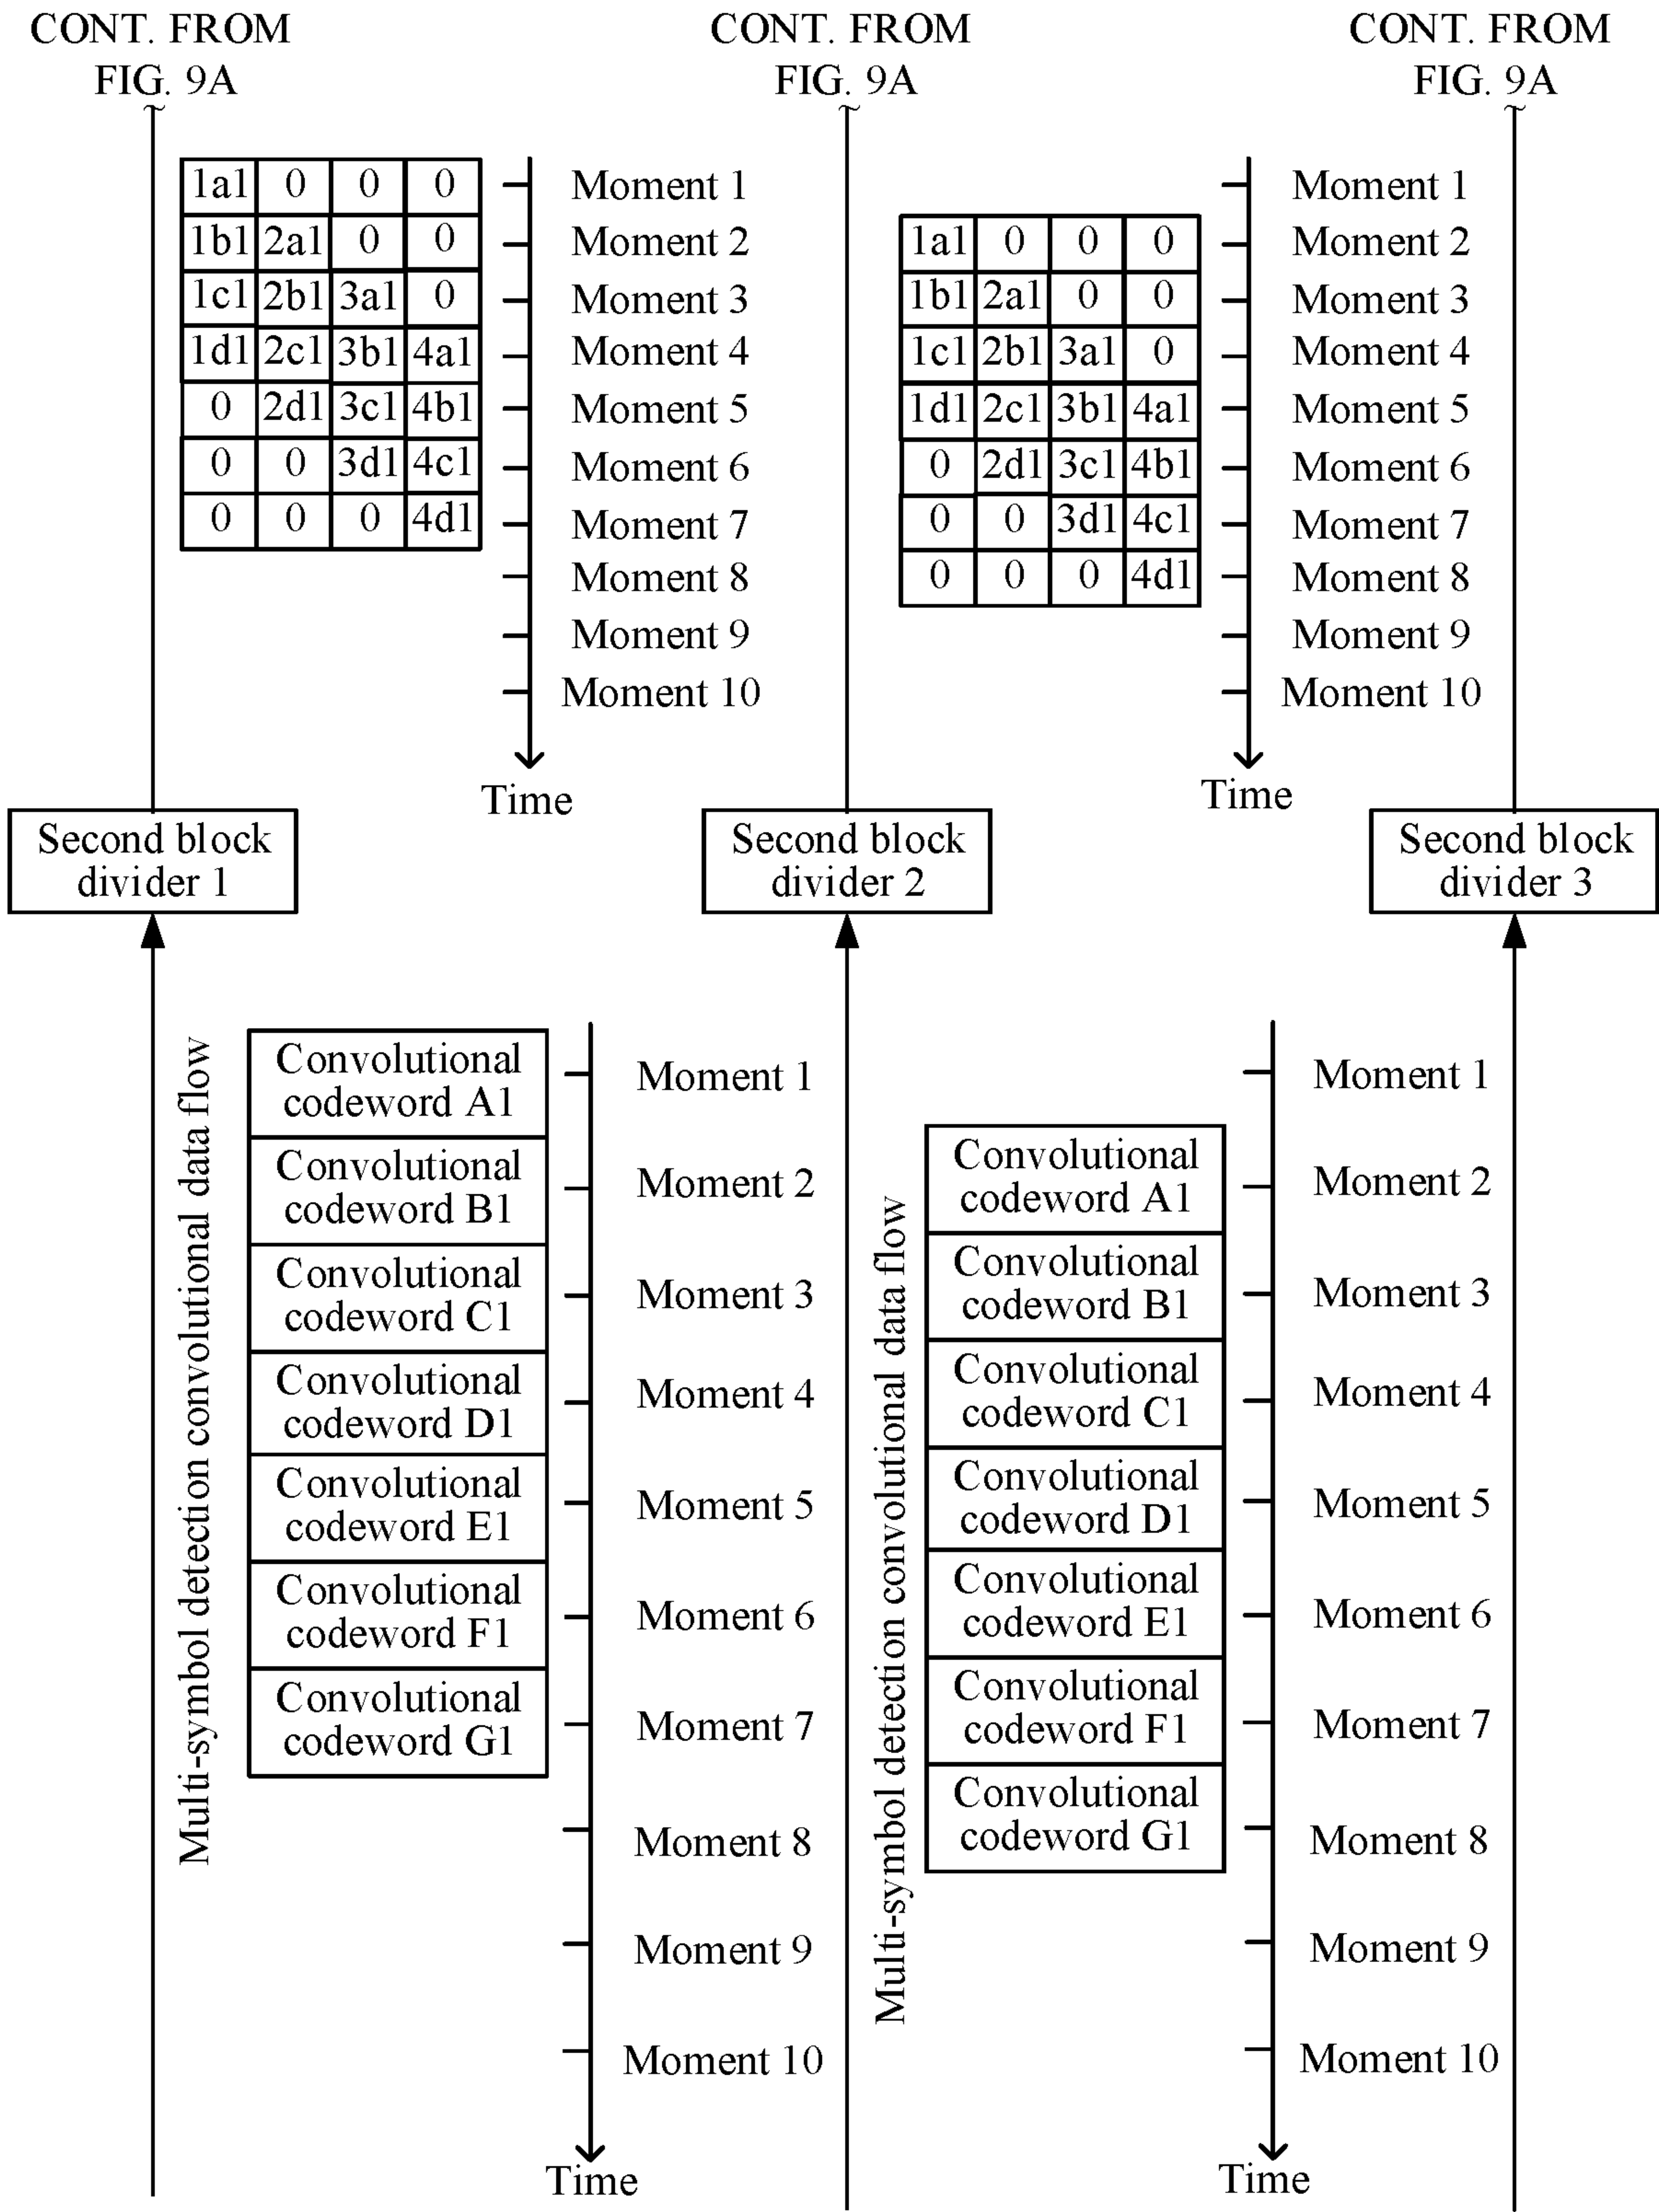 CONT. FROM
FIG. 9A
CONT. FROM
FIG. 9A
CONT. FROM
FIG. 9A
1a1 0 0 0
1b1 2a1 0 0
1c1 2b1 3a1 0
1d1 2c1 3b1 4a1
0 2d1 3c1 4b1
0 0 3d1 4c1
0 0 0 4d1
Moment 1
Moment 2
Moment 3
Moment 4
Moment 5
Moment 6
Moment 7
Moment 8
Moment 9
Moment 10
Time
1a1 0 0 0
1b1 2a1 0 0
1c1 2b1 3a1 0
1d1 2c1 3b1 4a1
0 2d1 3c1 4b1
0 0 3d1 4c1
0 0 0 4d1
Moment 1
Moment 2
Moment 3
Moment 4
Moment 5
Moment 6
Moment 7
Moment 8
Moment 9
Moment 10
Time
Second block
divider 1
Second block
divider 2
Second block
divider 3
Multi-symbol detection convolutional data flow
Convolutional
codeword A1
Convolutional
codeword B1
Convolutional
codeword C1
Convolutional
codeword D1
Convolutional
codeword E1
Convolutional
codeword F1
Convolutional
codeword G1
Moment 1
Moment 2
Moment 3
Moment 4
Moment 5
Moment 6
Moment 7
Moment 8
Moment 9
Moment 10
Time
Multi-symbol detection convolutional data flow
Convolutional
codeword A1
Convolutional
codeword B1
Convolutional
codeword C1
Convolutional
codeword D1
Convolutional
codeword E1
Convolutional
codeword F1
Convolutional
codeword G1
Moment 1
Moment 2
Moment 3
Moment 4
Moment 5
Moment 6
Moment 7
Moment 8
Moment 9
Moment 10
Time